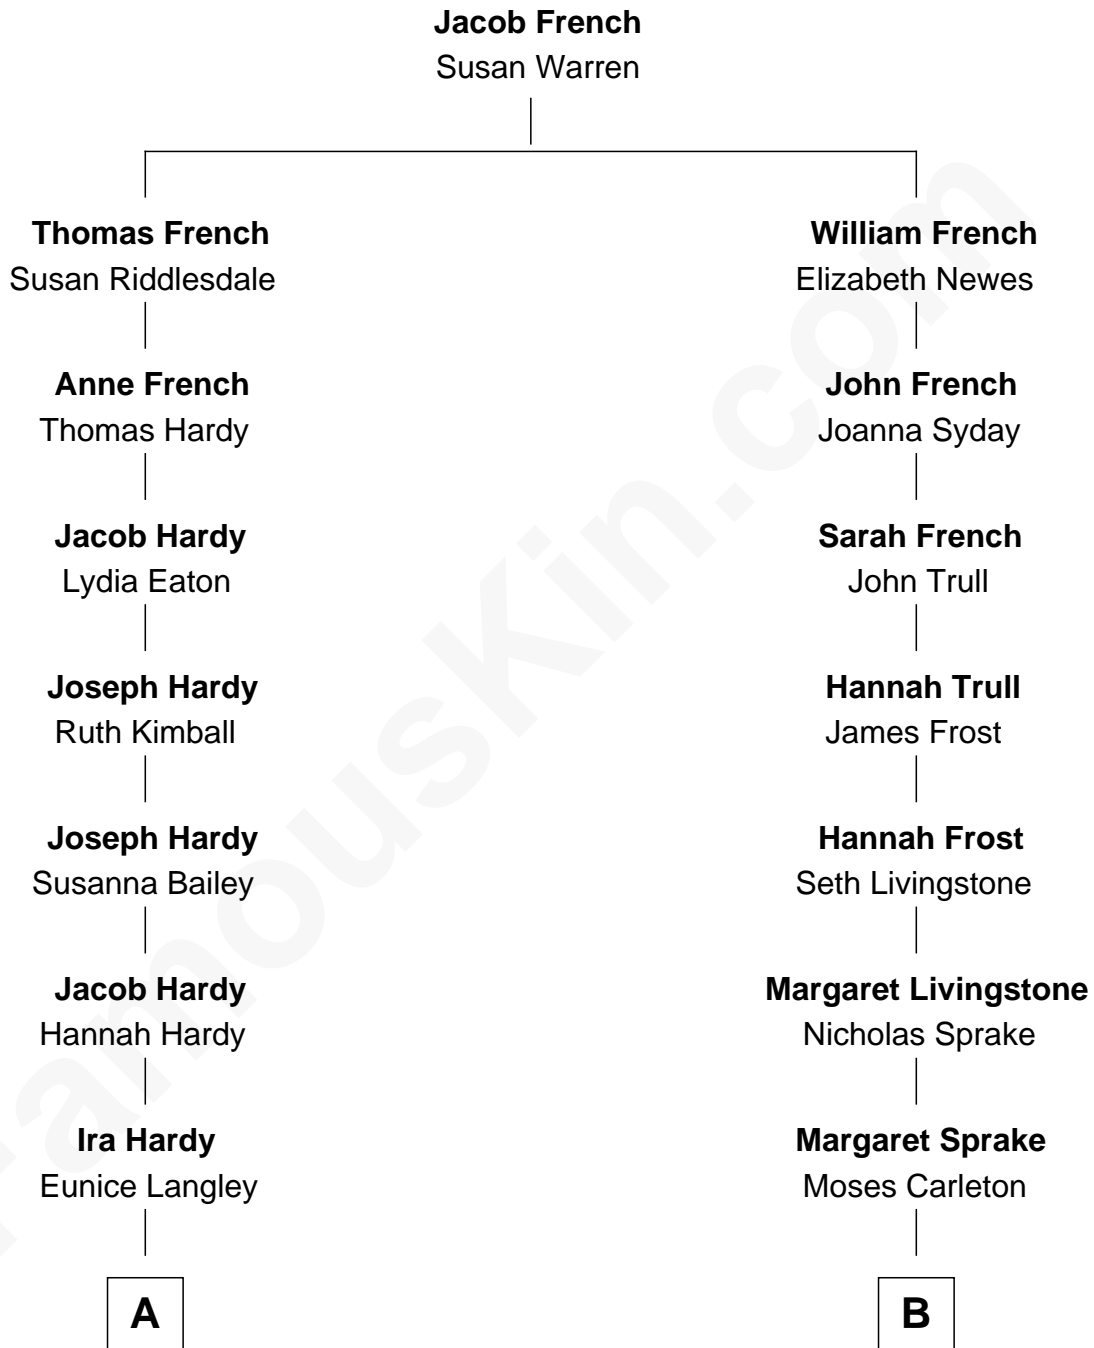 Jacob French
Susan Warren
Thomas French
Susan Riddlesdale
Anne French
Thomas Hardy
Jacob Hardy
Lydia Eaton
Joseph Hardy
Ruth Kimball
Joseph Hardy
Susanna Bailey
Jacob Hardy
Hannah Hardy
Ira Hardy
Eunice Langley
A
William French
Elizabeth Newes
John French
Joanna Syday
Sarah French
John Trull
Hannah Trull
James Frost
Hannah Frost
Seth Livingstone
Margaret Livingstone
Nicholas Sprake
Margaret Sprake
Moses Carleton
B
FamousKin.com